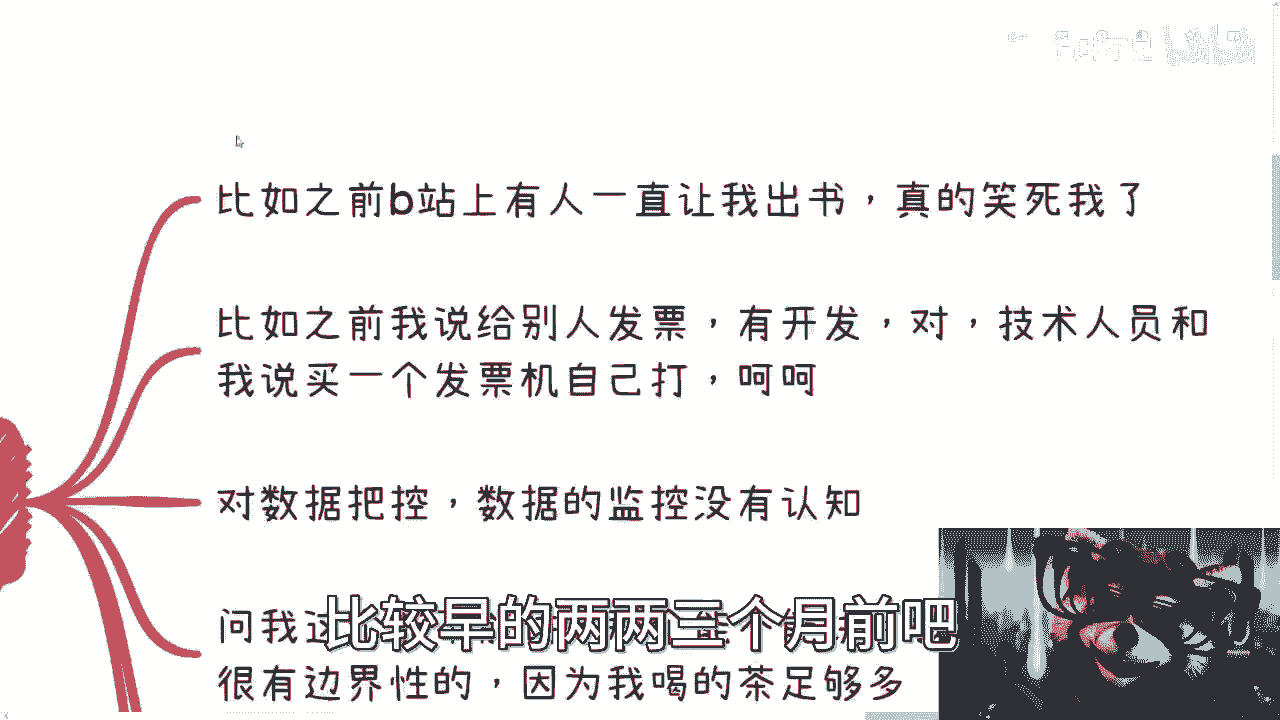 比如之前b站上有人一直让我出书，真的笑死我了
比如之前我说给别人发票，有开发，对，技术人员和
我说买一个发票机自己打，呵呵
对数据把控，数据的监控没有认知
问我
比较早的两两三个月前吧
很有边界性的，因为我喝的茶足够多